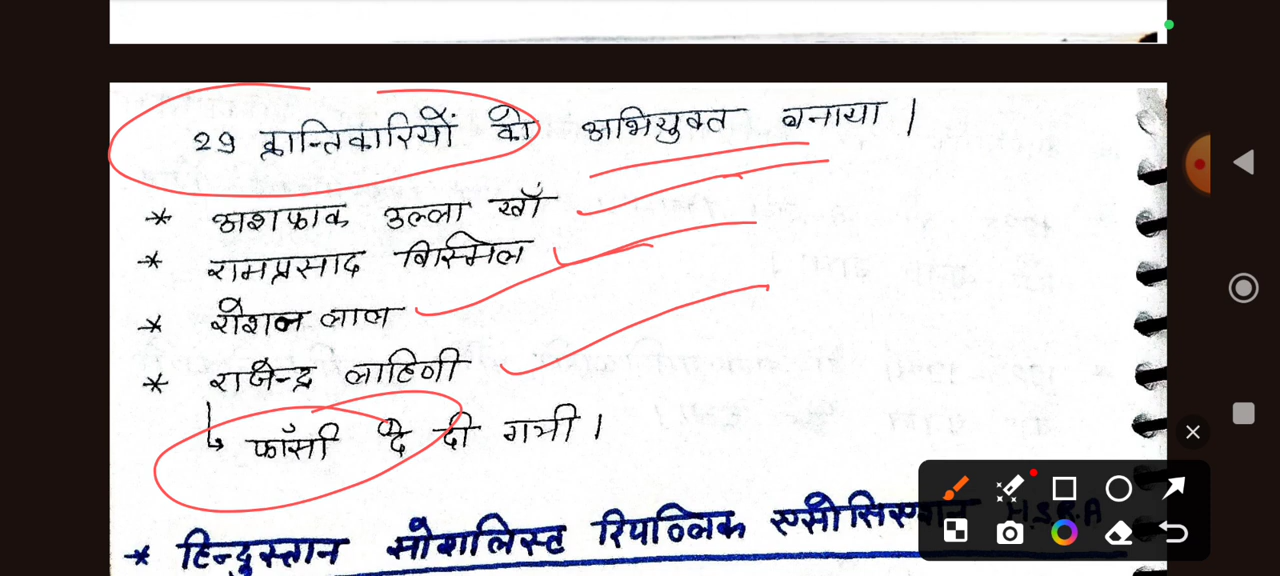 29 क्रान्तिकारियों को अभियुक्त बनाया |
* अशफाक उल्ला खाँ
* रामप्रसाद बिस्मिल
* रोशन लाल
* राजेन्द्र लाहिणी
↳ फाँसी दे दी गयी |
* हिन्दुस्तान सोशलिस्ट रिपब्लिक एसोसिएशन H.S.R.A